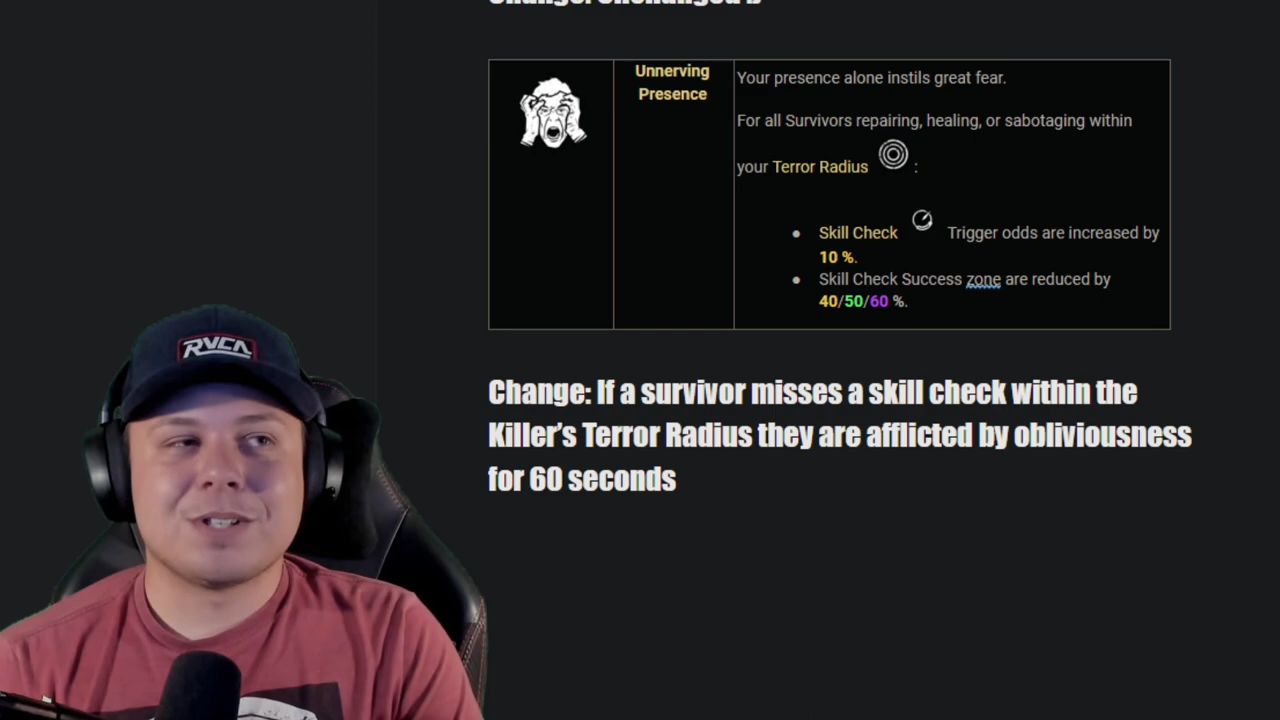 Unnerving
Presence
Your presence alone instils great fear.
For all Survivors repairing, healing, or sabotaging within
your Terror Radius :
● Skill Check Trigger odds are increased by
10 %.
● Skill Check Success zone are reduced by
40/50/60 %.
Change: If a survivor misses a skill check within the
Killer's Terror Radius they are afflicted by obliviousness
for 60 seconds
RVCA